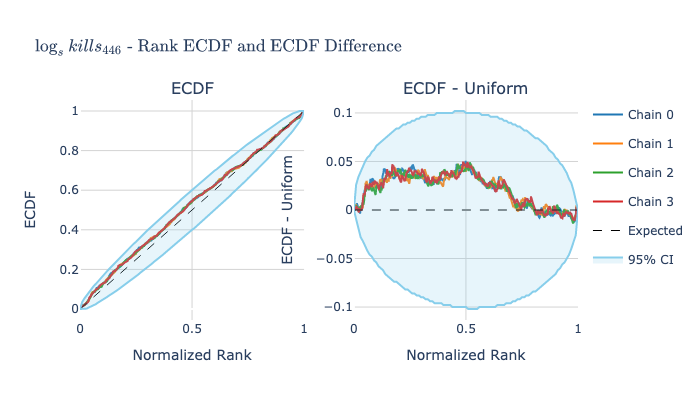 log_s kills_446 - Rank ECDF and ECDF Difference
ECDF
ECDF - Uniform
ECDF
1
0.8
0.6
0.4
0.2
0
0
0.5
1
Normalized Rank
ECDF - Uniform
0.1
0.05
0
−0.05
−0.1
0
0.5
1
Normalized Rank
Chain 0
Chain 1
Chain 2
Chain 3
Expected
95% CI